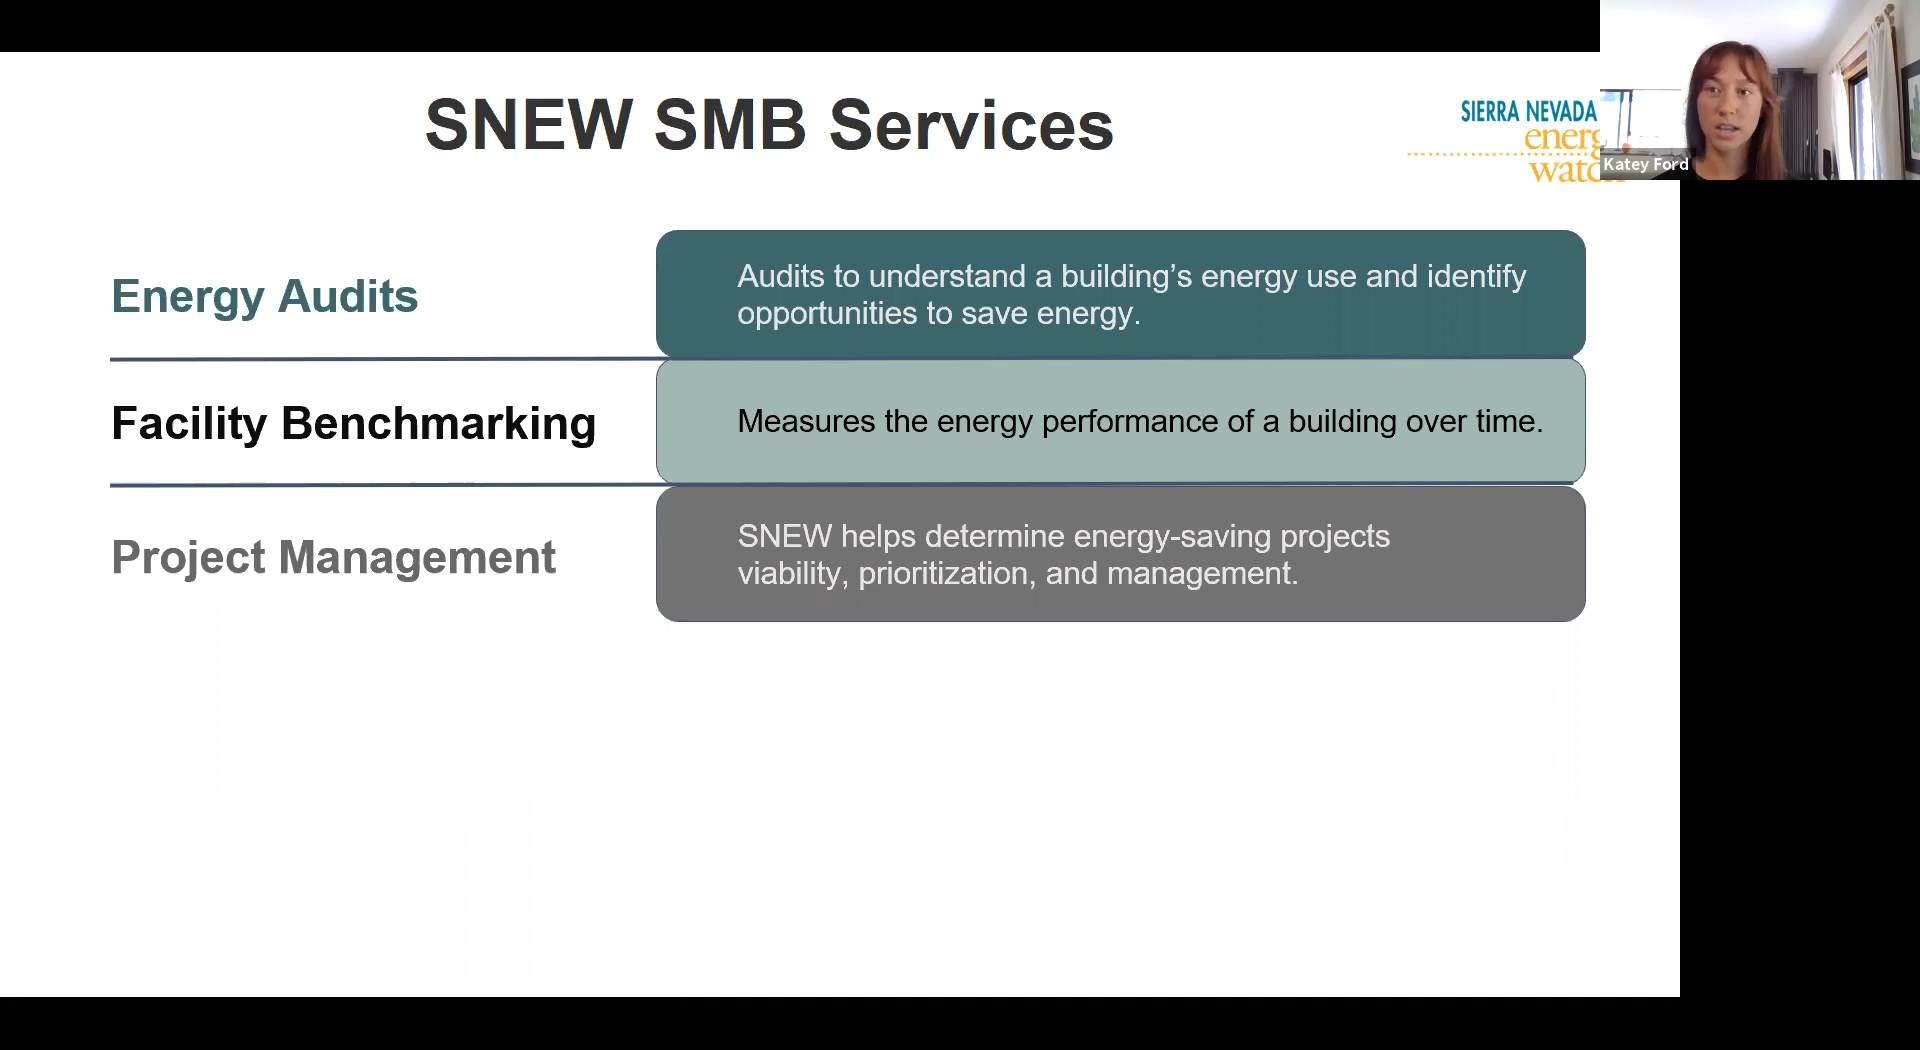 SNEW SMB Services
SIERRA NEVADA
energ
watch
Katey Ford
Energy Audits
Audits to understand a building’s energy use and identify
opportunities to save energy.
Facility Benchmarking
Measures the energy performance of a building over time.
Project Management
SNEW helps determine energy-saving projects
viability, prioritization, and management.